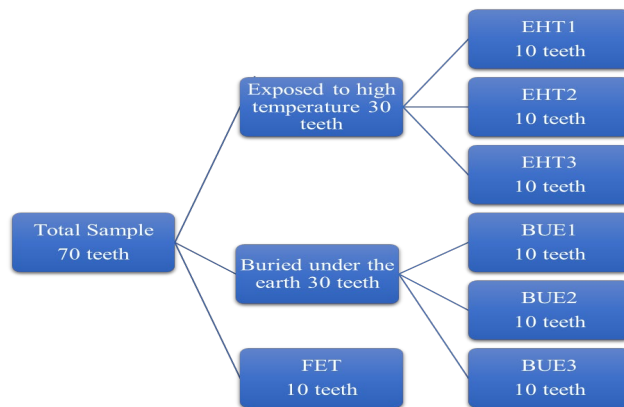 Total Sample
70 teeth
Exposed to high
temperature 30
teeth
EHT1
10 teeth
EHT2
10 teeth
EHT3
10 teeth
Buried under the
earth 30 teeth
BUE1
10 teeth
BUE2
10 teeth
BUE3
10 teeth
FET
10 teeth